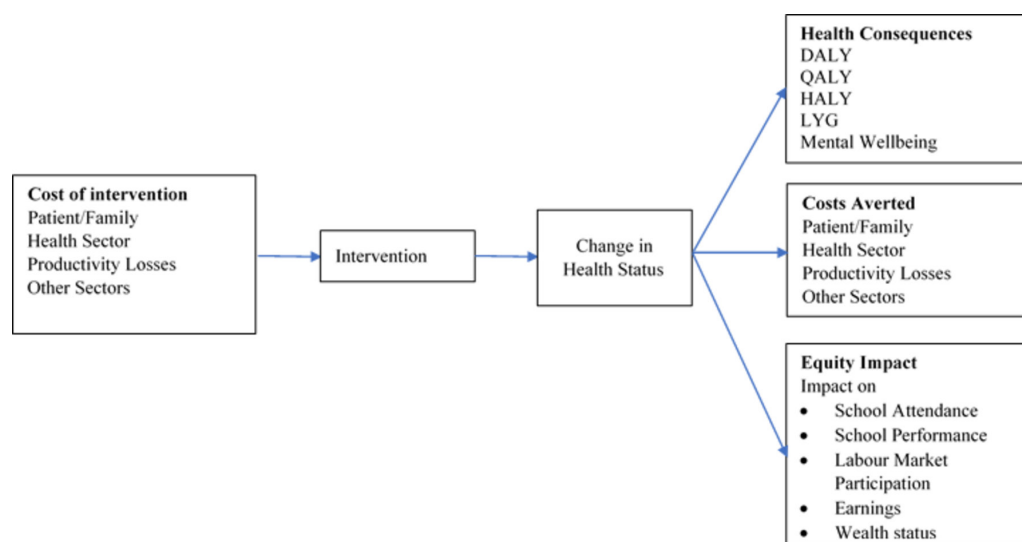 Cost of intervention
Patient/Family
Health Sector
Productivity Losses
Other Sectors
Intervention
Change in
Health Status
Health Consequences
DALY
QALY
HALY
LYG
Mental Wellbeing
Costs Averted
Patient/Family
Health Sector
Productivity Losses
Other Sectors
Equity Impact
Impact on
• School Attendance
• School Performance
• Labour Market
Participation
• Earnings
• Wealth status